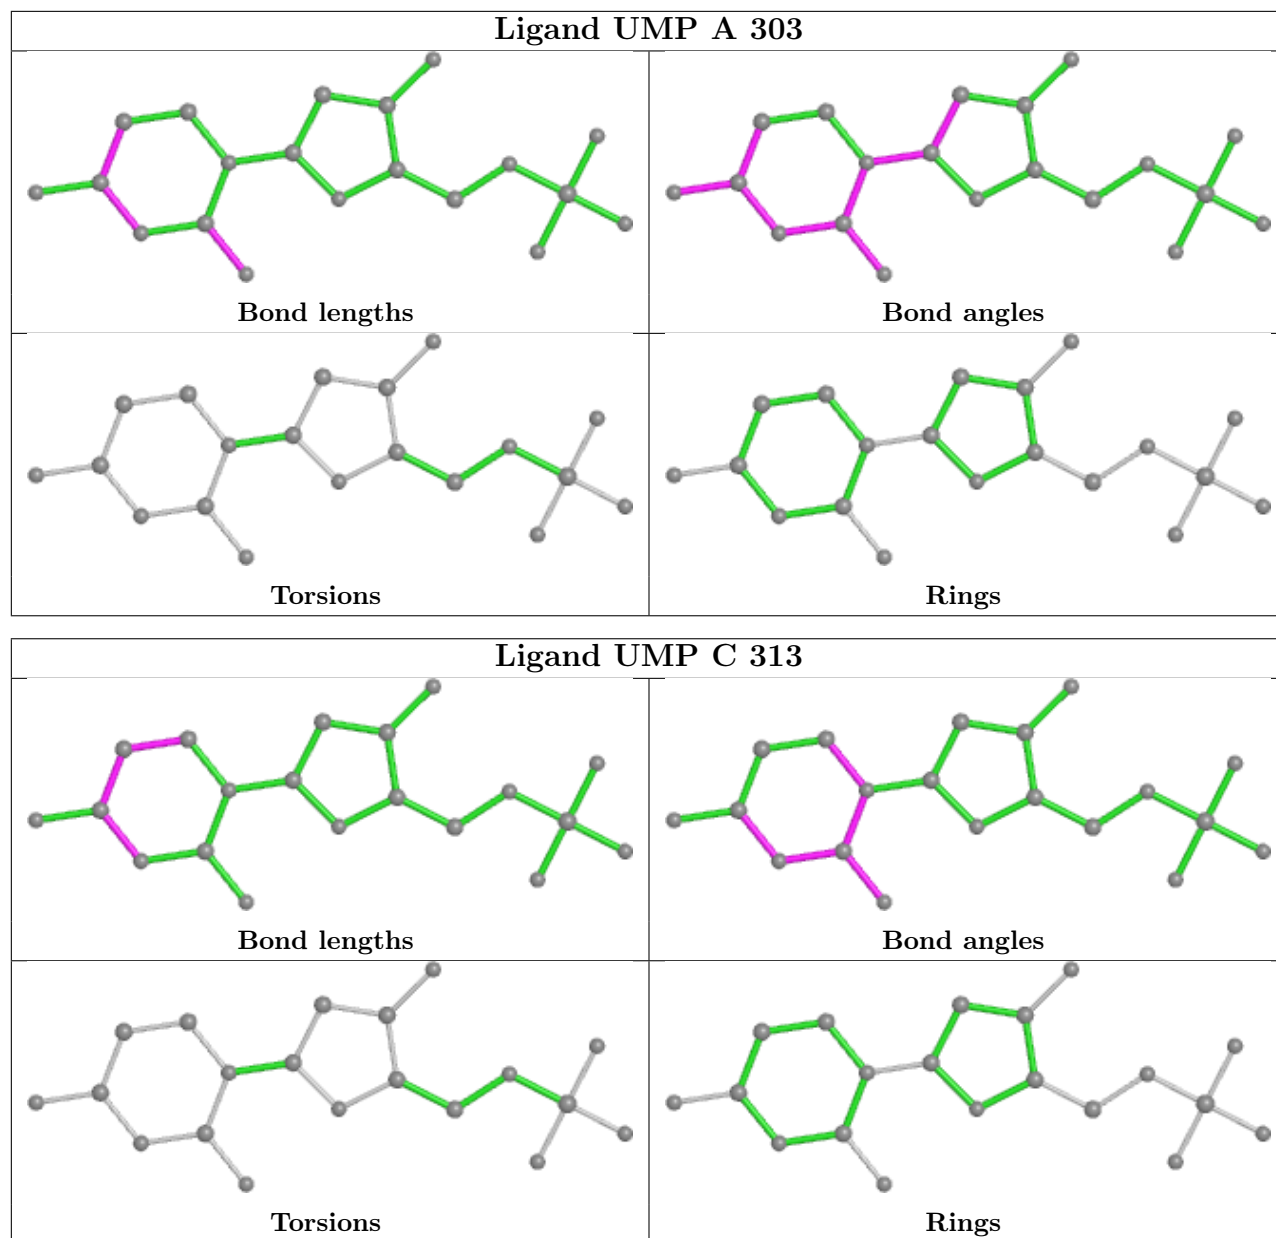 Ligand UMP A 303
Bond lengths
Bond angles
Torsions
Rings
Ligand UMP C 313
Bond lengths
Bond angles
Torsions
Rings